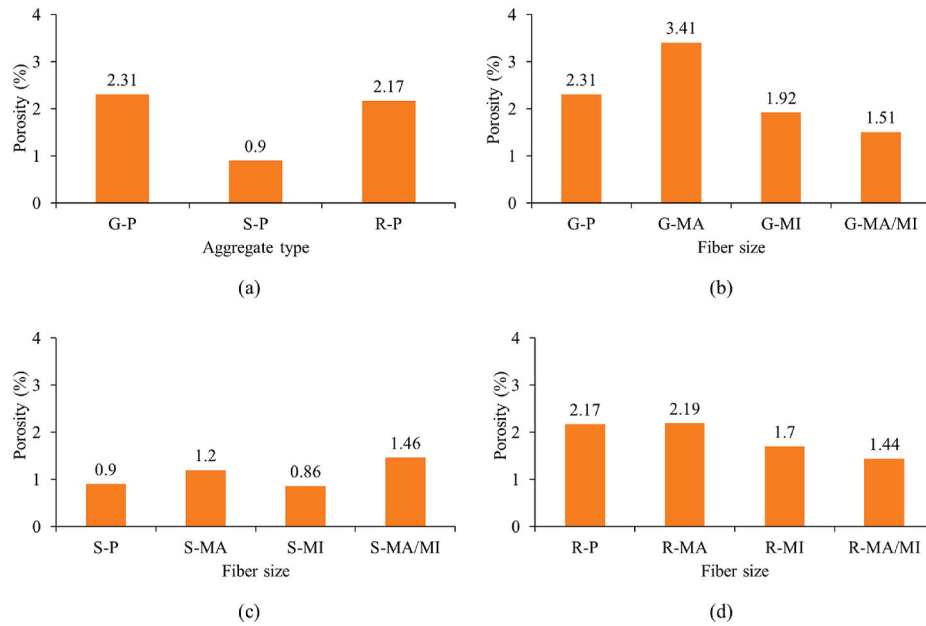 4
3
2
1
0
Porosity (%)
2.31
0.9
2.17
G-P S-P R-P
Aggregate type
(a)
4
3
2
1
0
Porosity (%)
2.31
3.41
1.92
1.51
G-P G-MA G-MI G-MA/MI
Fiber size
(b)
4
3
2
1
0
Porosity (%)
0.9
1.2
0.86
1.46
S-P S-MA S-MI S-MA/MI
Fiber size
(c)
4
3
2
1
0
Porosity (%)
2.17
2.19
1.7
1.44
R-P R-MA R-MI R-MA/MI
Fiber size
(d)